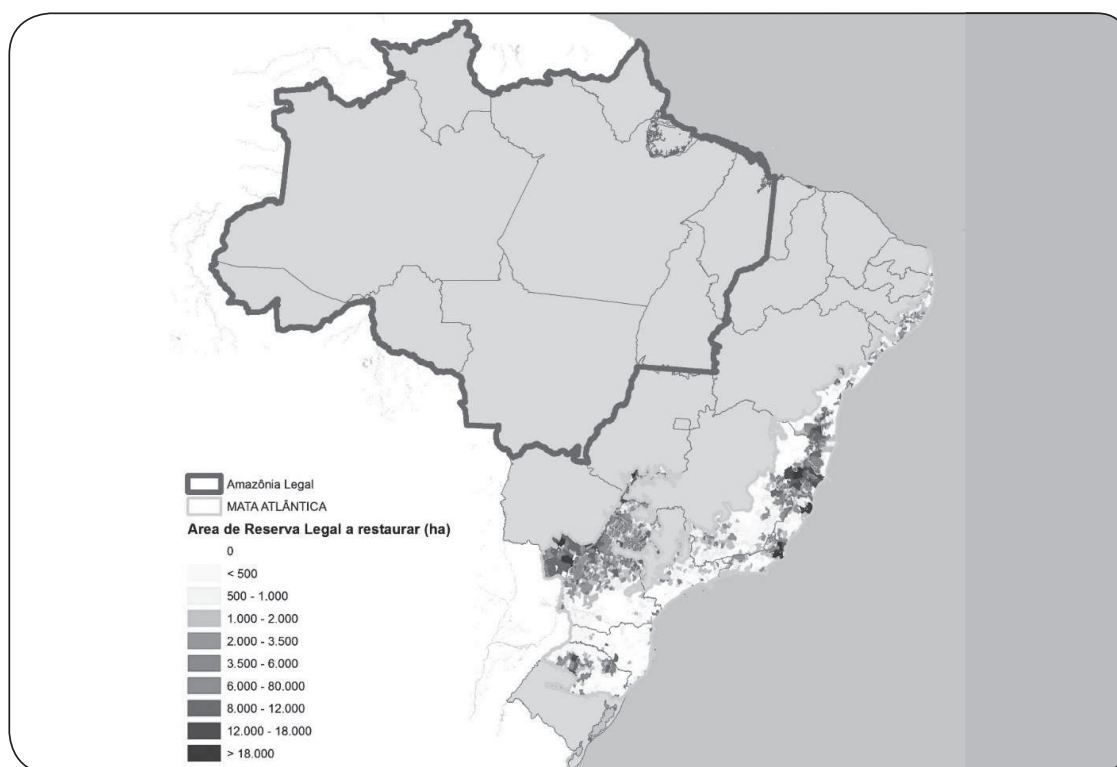 Amazônia Legal
MATA ATLÂNTICA
Area de Reserva Legal a restaurar (ha)
0
< 500
500 - 1.000
1.000 - 2.000
2.000 - 3.500
3.500 - 6.000
6.000 - 80.000
8.000 - 12.000
12.000 - 18.000
> 18.000